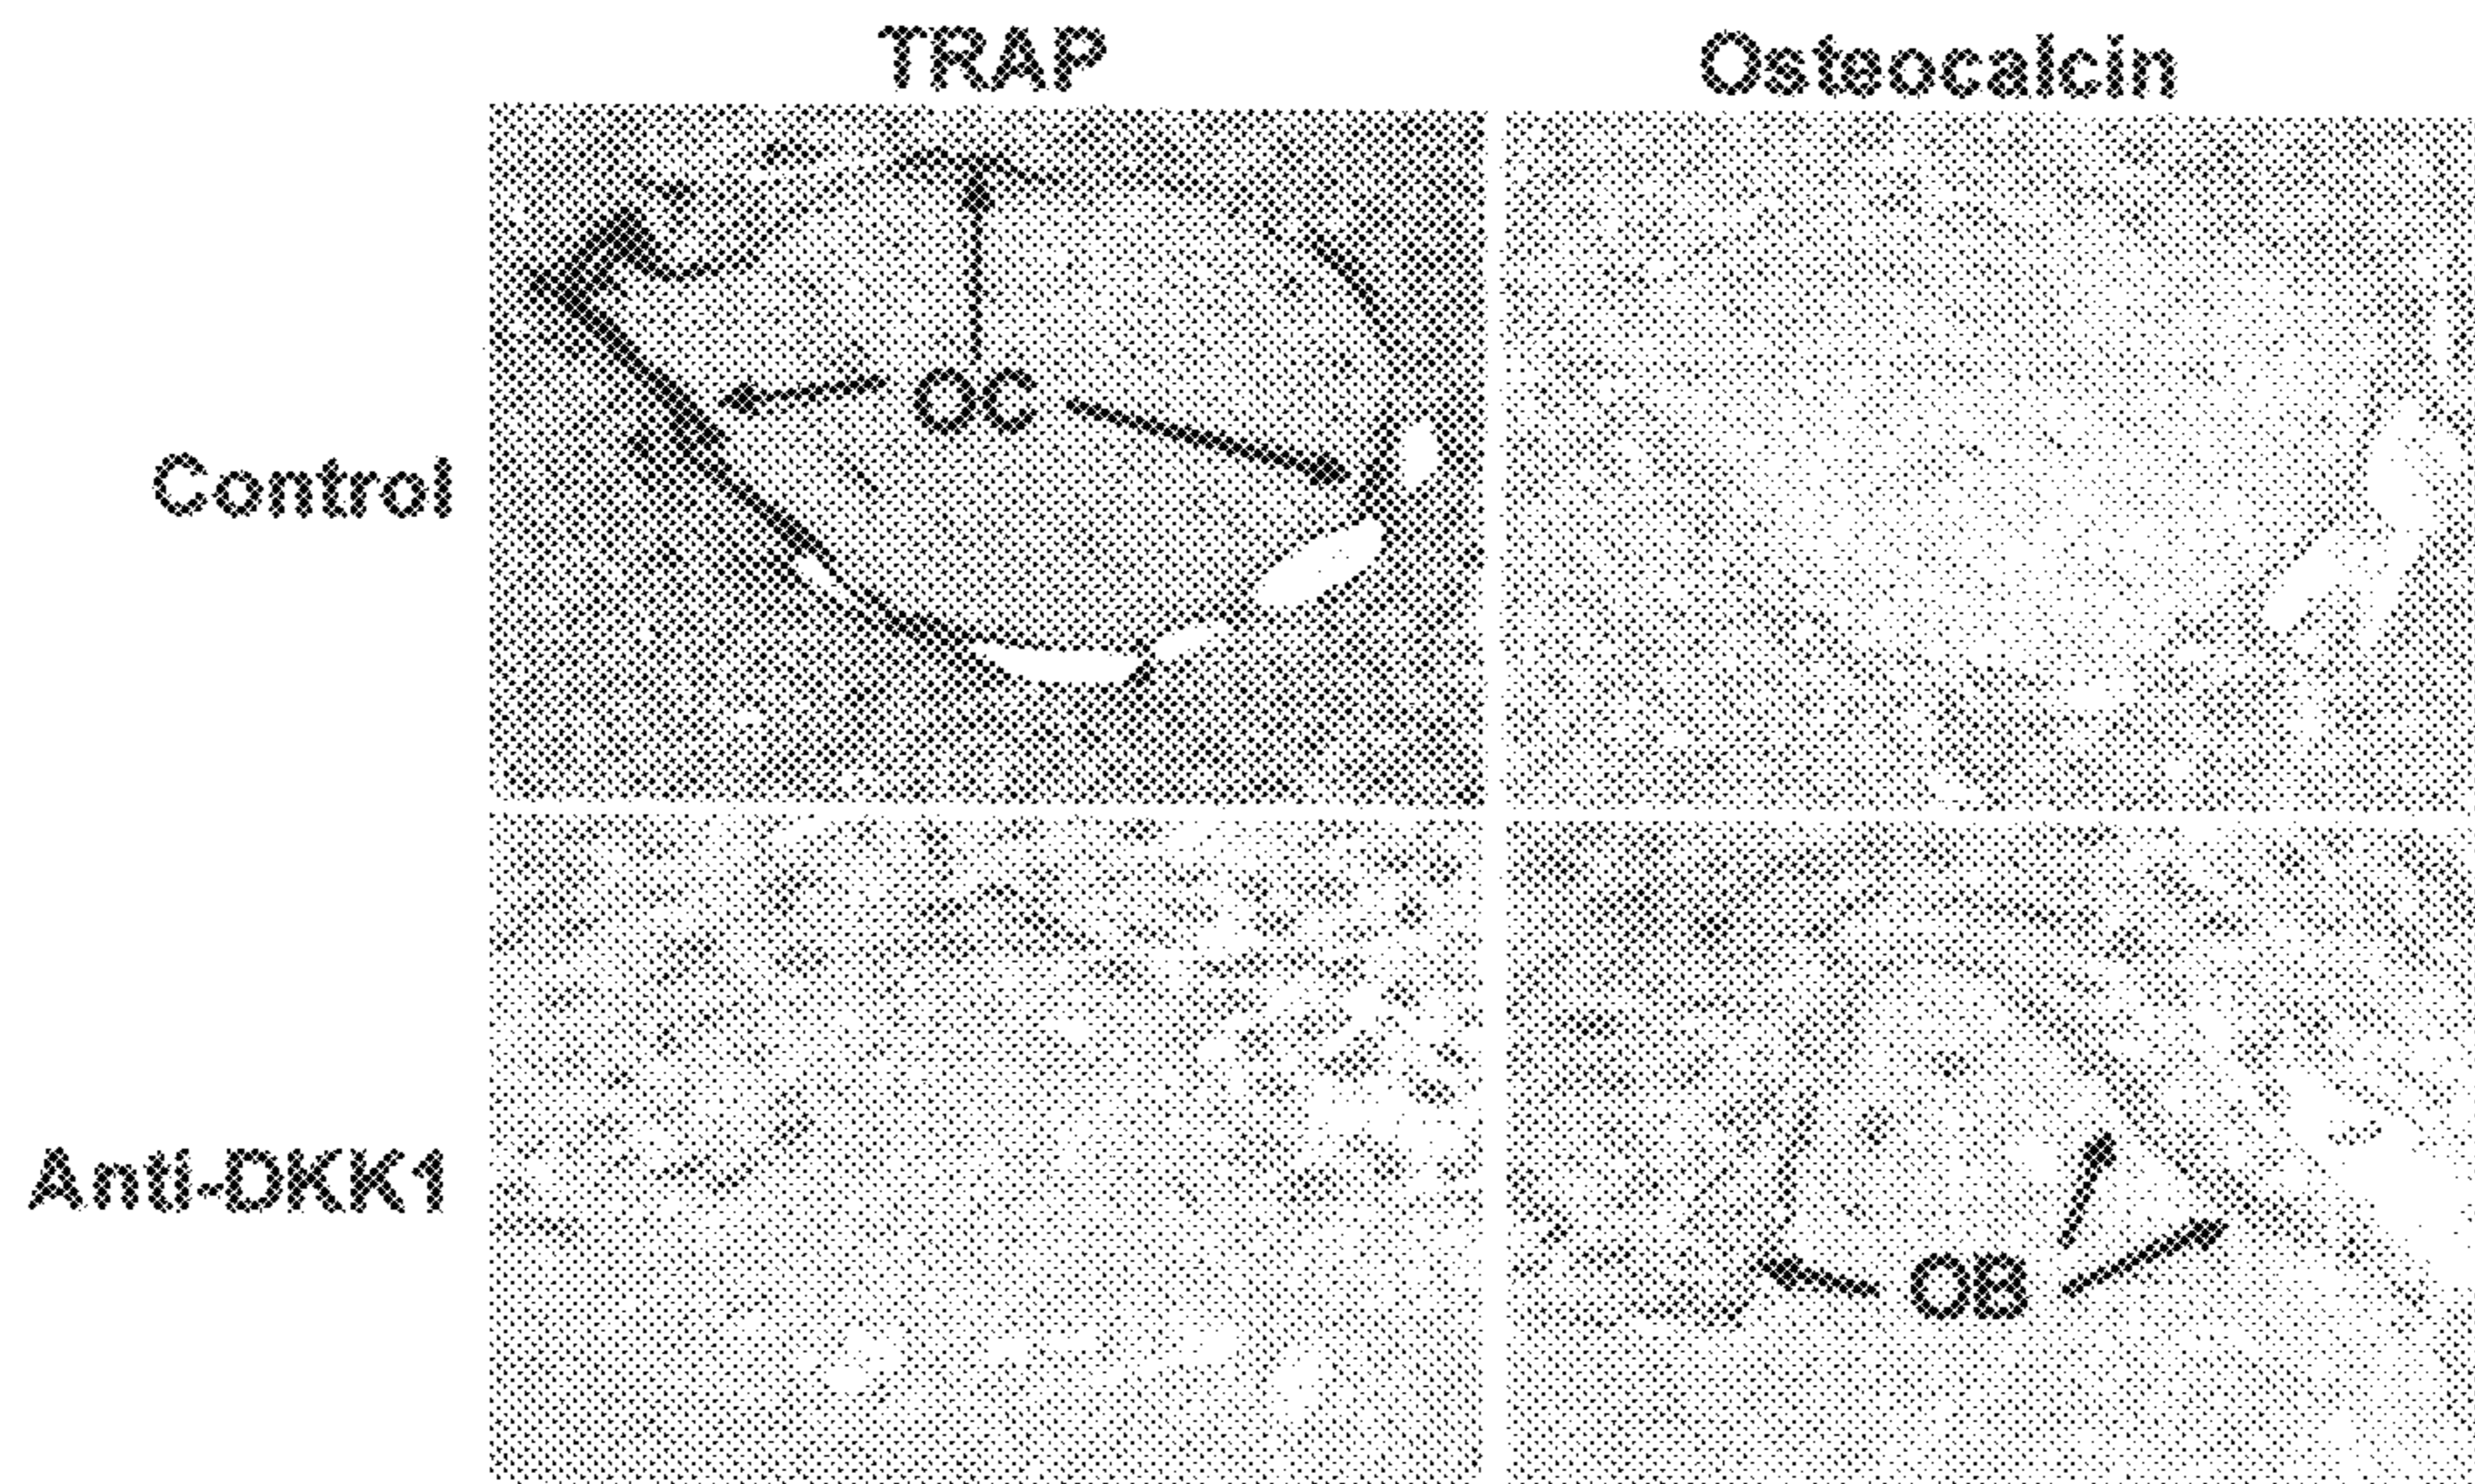 TRAP Osteocalcin
OC
Control
Anti-DKK1
OB